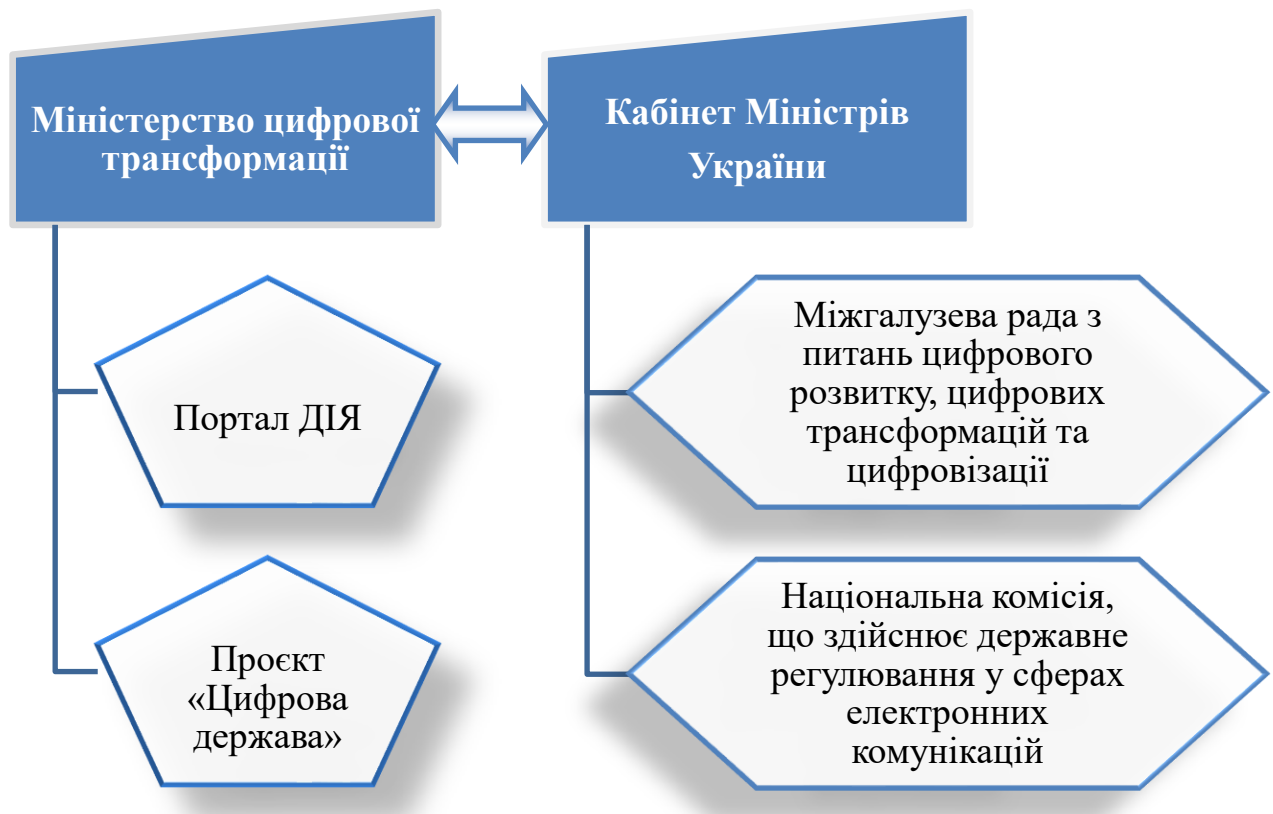 Міністерство цифрової
трансформації
Кабінет Міністрів
України
Портал ДІЯ
Проєкт
«Цифрова
держава»
Міжгалузева рада з
питань цифрового
розвитку, цифрових
трансформацій та
цифровізації
Національна комісія,
що здійснює державне
регулювання у сферах
електронних
комунікацій